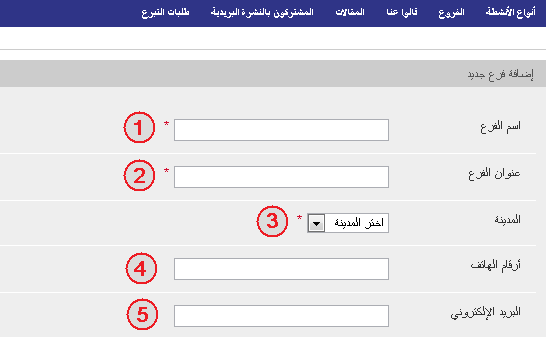 أنواع الأنشطة الفروع قالوا عنا المقالات المشتركون بالنشرة البريدية طلبات التبرع
إضافة فرع جديد
اسم الفرع * 1
عنوان الفرع * 2
المدينة اختر المدينة * 3
أرقام الهاتف 4
البريد الإلكتروني 5